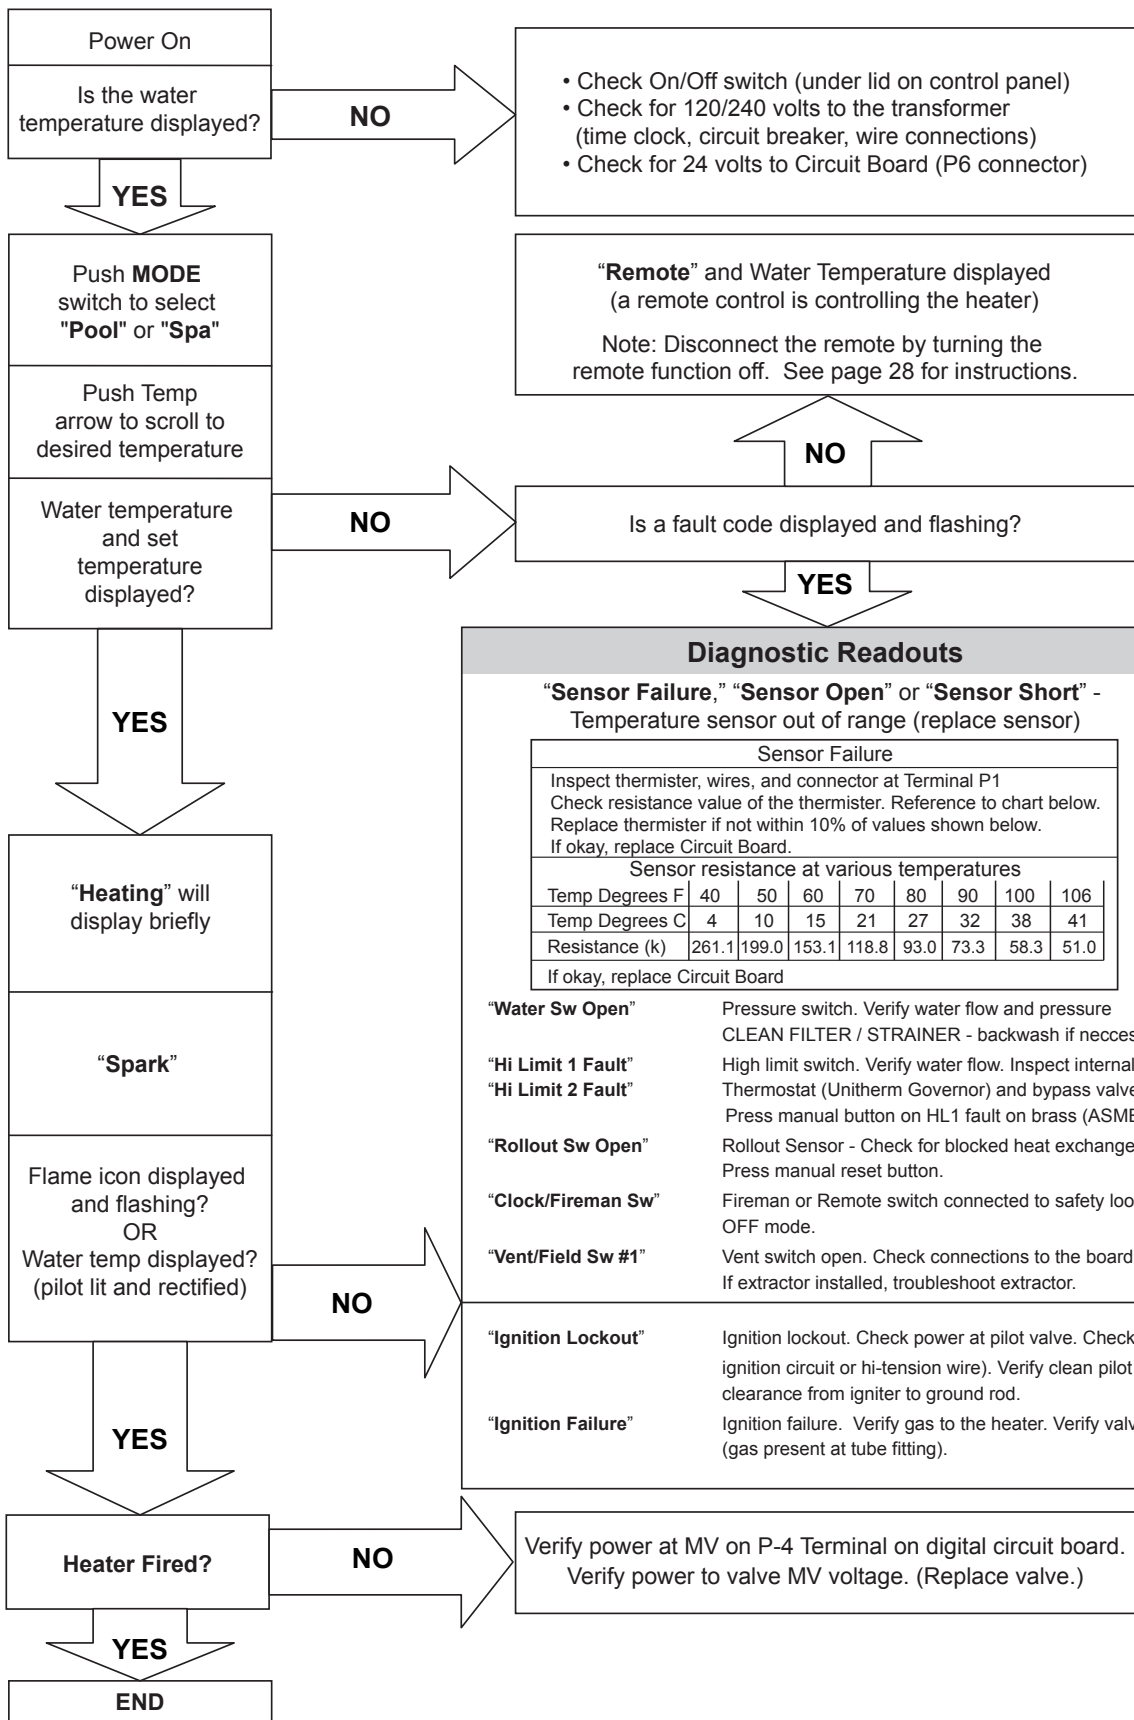 Power On
Is the water
temperature displayed?
NO
• Check On/Off switch (under lid on control panel)
• Check for 120/240 volts to the transformer
(time clock, circuit breaker, wire connections)
• Check for 24 volts to Circuit Board (P6 connector)
YES
Push MODE
switch to select
"Pool" or "Spa"
“Remote” and Water Temperature displayed
(a remote control is controlling the heater)
Note: Disconnect the remote by turning the
remote function off. See page 28 for instructions.
Push Temp
arrow to scroll to
desired temperature
NO
Water temperature
and set
temperature
displayed?
NO
Is a fault code displayed and flashing?
YES
YES
Diagnostic Readouts
“Sensor Failure,” “Sensor Open” or “Sensor Short” -
Temperature sensor out of range (replace sensor)
Sensor Failure
Inspect thermister, wires, and connector at Terminal P1
Check resistance value of the thermister. Reference to chart below.
Replace thermister if not within 10% of values shown below.
If okay, replace Circuit Board.
Sensor resistance at various temperatures
Temp Degrees F 40 50 60 70 80 90 100 106
Temp Degrees C 4 10 15 21 27 32 38 41
Resistance (k) 261.1 199.0 153.1 118.8 93.0 73.3 58.3 51.0
If okay, replace Circuit Board
“Heating” will
display briefly
“Spark”
“Water Sw Open” Pressure switch. Verify water flow and pressure
CLEAN FILTER / STRAINER - backwash if necces
“Hi Limit 1 Fault” High limit switch. Verify water flow. Inspect internal
“Hi Limit 2 Fault” Thermostat (Unitherm Governor) and bypass valve
Press manual button on HL1 fault on brass (ASME
“Rollout Sw Open” Rollout Sensor - Check for blocked heat exchange
Press manual reset button.
“Clock/Fireman Sw” Fireman or Remote switch connected to safety loo
OFF mode.
“Vent/Field Sw #1” Vent switch open. Check connections to the board
If extractor installed, troubleshoot extractor.
Flame icon displayed
and flashing?
OR
Water temp displayed?
(pilot lit and rectified)
NO
“Ignition Lockout” Ignition lockout. Check power at pilot valve. Check
ignition circuit or hi-tension wire). Verify clean pilot
clearance from igniter to ground rod.
“Ignition Failure” Ignition failure. Verify gas to the heater. Verify valv
(gas present at tube fitting).
YES
Heater Fired?
NO
Verify power at MV on P-4 Terminal on digital circuit board.
Verify power to valve MV voltage. (Replace valve.)
YES
END